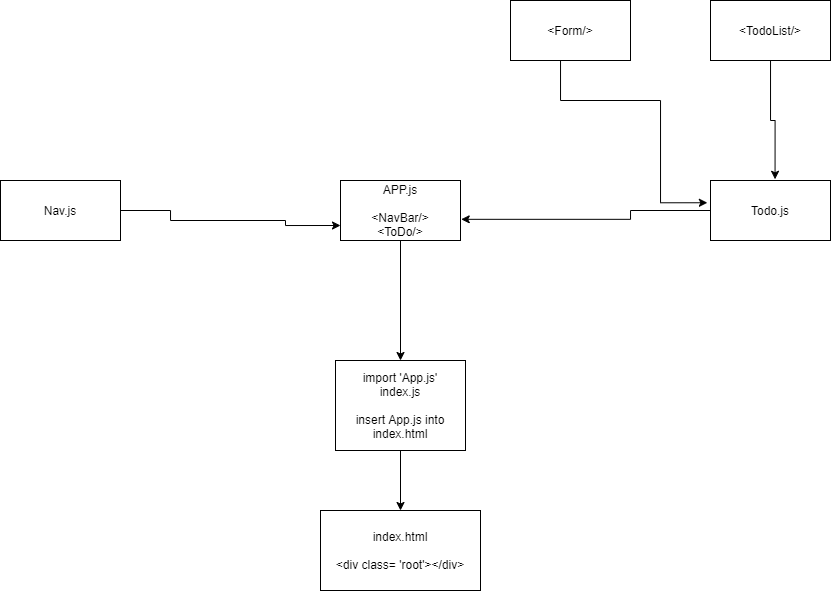 <Form/>
<TodoList/>
Nav.js
APP.js
<NavBar/>
<ToDo/>
Todo.js
import 'App.js'
index.js
insert App.js into
index.html
index.html
<div class= 'root'></div>